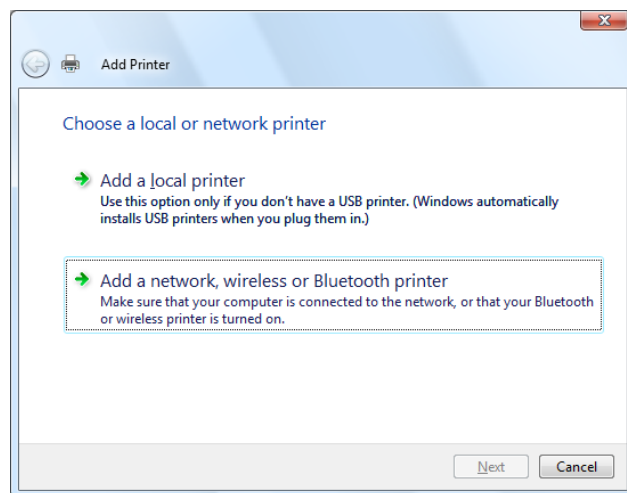 Add Printer
Choose a local or network printer
Add a local printer
Use this option only if you don't have a USB printer. (Windows automatically
installs USB printers when you plug them in.)
Add a network, wireless or Bluetooth printer
Make sure that your computer is connected to the network, or that your Bluetooth
or wireless printer is turned on.
Next
Cancel